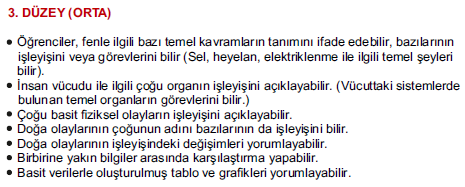 3. DÜZEY (ORTA)
• Öğrenciler, fenle ilgili bazı temel kavramların tanımını ifade edebilir, bazılarının
işleyişini veya görevlerini bilir (Sel, heyelan, elektriklenme ile ilgili temel şeyleri
bilir).
• İnsan vücudu ile ilgili çoğu organın işleyişini açıklayabilir. (Vücuttaki sistemlerde
bulunan temel organların görevlerini bilir.)
• Çoğu basit fiziksel olayların işleyişini açıklayabilir.
• Doğa olaylarının çoğunun adını bazılarının da işleyişini bilir.
• Doğa olaylarının işleyişindeki değişimleri yorumlayabilir.
• Birbirine yakın bilgiler arasında karşılaştırma yapabilir.
• Basit verilerle oluşturulmuş tablo ve grafikleri yorumlayabilir.